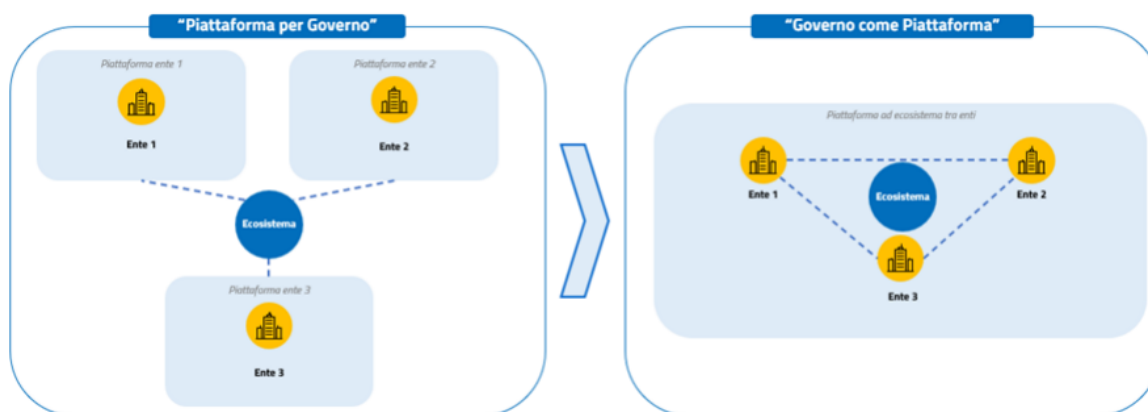 "Piattaforma per Governo"
Piattaforma ente 1
Ente 1
Piattaforma ente 2
Ente 2
Ecosistema
Piattaforma ente 3
Ente 3
"Governo come Piattaforma"
Piattaforma ad ecosistema tra enti
Ente 1
Ecosistema
Ente 2
Ente 3